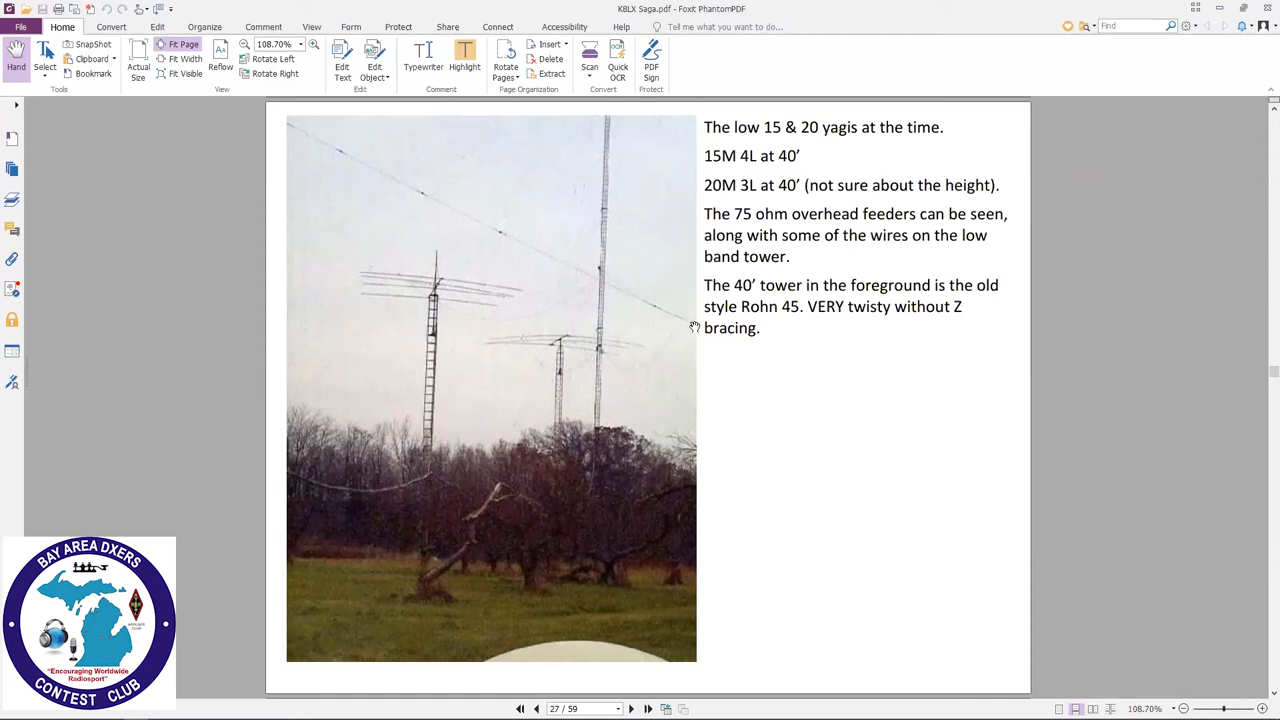 K8LX Saga.pdf - Foxit PhantomPDF
File Home Convert Edit Organize Comment View Form Protect Share Connect Accessibility Help Tell me what you want to do... Find
Hand
Select
SnapShot
Clipboard
Bookmark
Tools
Actual Size
Fit Page
Fit Width
Fit Visible
Reflow
108.70%
Rotate Left
Rotate Right
View
Edit Text
Edit Object
Edit
Typewriter
Highlight
Comment
Rotate Pages
Insert
Delete
Extract
Page Organization
Scan
Quick OCR
Convert
PDF Sign
Protect
The low 15 & 20 yagis at the time.
15M 4L at 40’
20M 3L at 40’ (not sure about the height).
The 75 ohm overhead feeders can be seen,
along with some of the wires on the low
band tower.
The 40’ tower in the foreground is the old
style Rohn 45. VERY twisty without Z
bracing.
BAY AREA DXERS
AFFILIATE
CLUB
"Encouraging Worldwide
Radiosport"
CONTEST CLUB
27 / 59
108.70%